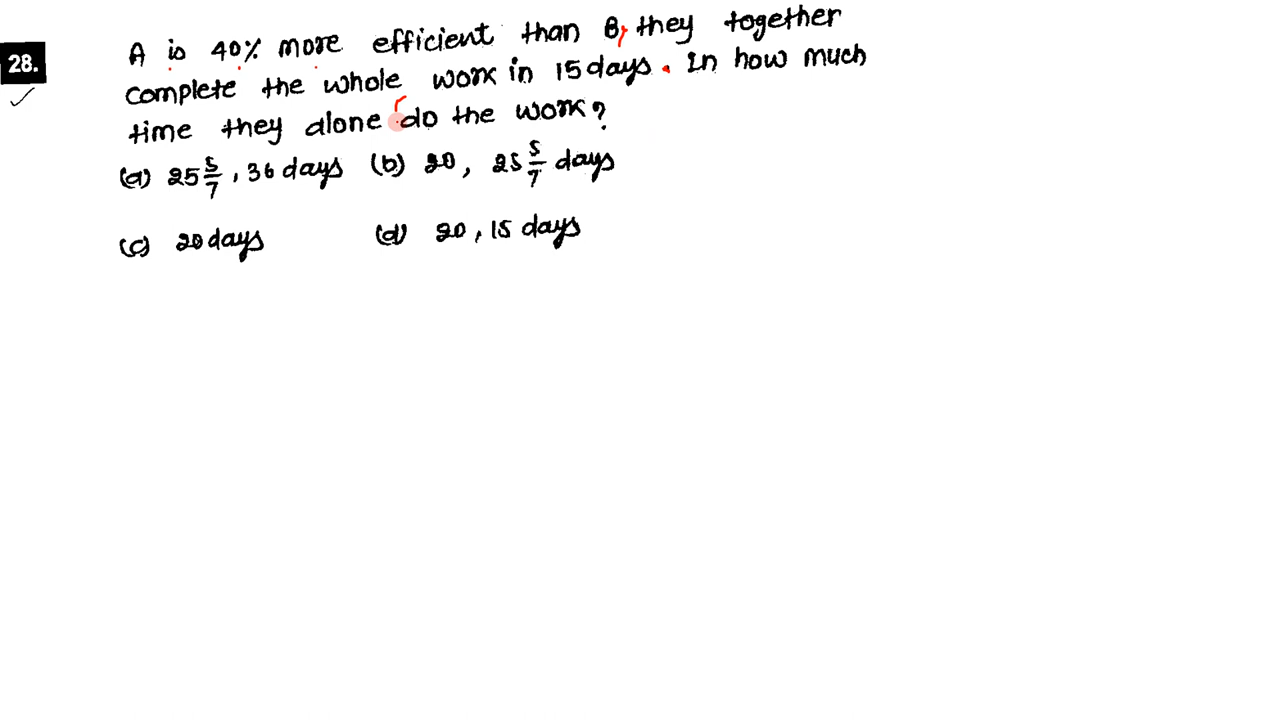 28.
A is 40% more efficient than B, they together
complete the whole work in 15 days. In how much
time they alone do the work?
(a) 25 5/7, 36 days (b) 20, 25 5/7 days
(c) 20 days (d) 20, 15 days